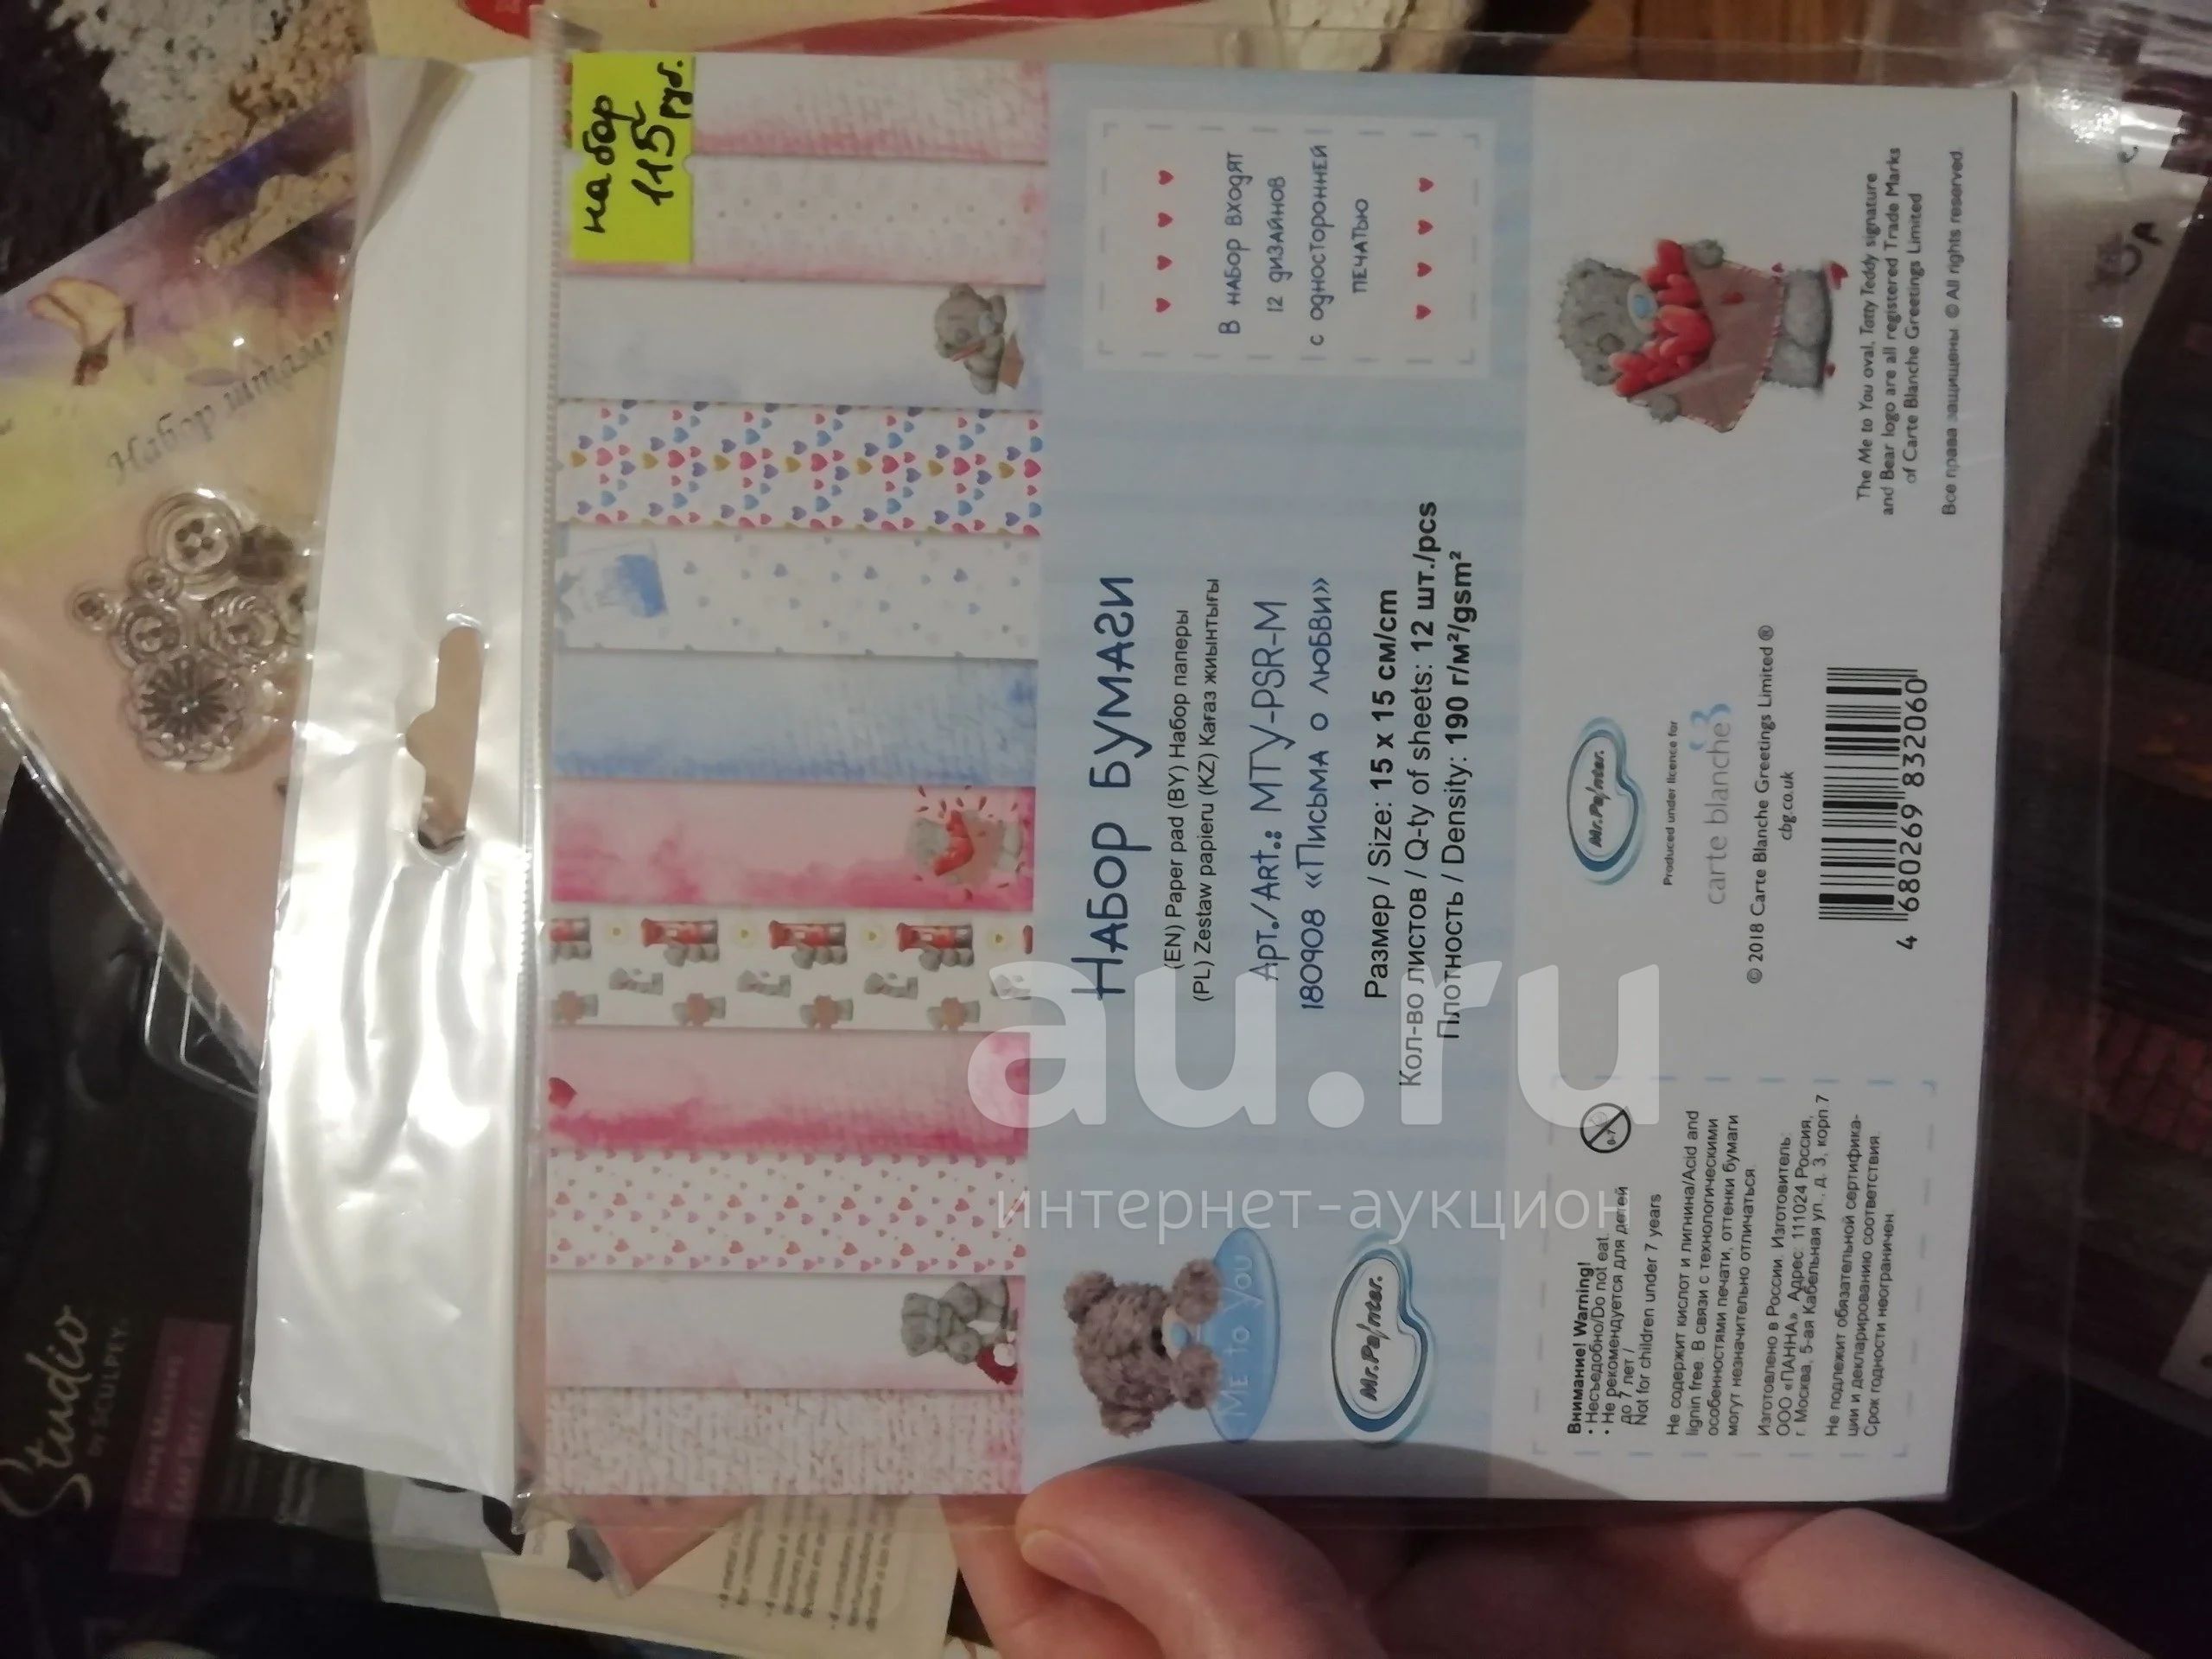 набор
115 руб.
Набор Бумаги
(EN) Paper pad (BY) Набор паперы
(PL) Zestaw papieru (KZ) Кағаз жиынтығы
Арт./Art.: MTY-PSR-M
180908 «Письма о любви»
Размер / Size: 15 x 15 см/cm
Кол-во листов / Q-ty of sheets: 12 шт./pcs
Плотность / Density: 190 г/м²/gsm²
В набор входят
12 дизайнов
с односторонней
печатью
ME to YOU
Mr.Painter.
Внимание! Warning!
• Несъедобно/Do not eat.
• Не рекомендуется для детей
до 7 лет /
Not for children under 7 years
0-7
Не содержит кислот и лигнина/Acid and
lignin free. В связи с технологическими
особенностями печати, оттенки бумаги
могут незначительно отличаться.
Изготовлено в России. Изготовитель:
ООО «ПАННА». Адрес: 111024 Россия,
г. Москва, 5-ая Кабельная ул., д. 3, корп.7
Не подлежит обязательной сертифика-
ции и декларированию соответствия.
Срок годности неограничен
Mr.Painter.
Produced under licence for
carte blanche
© 2018 Carte Blanche Greetings Limited ®
cbg.co.uk
4 680269 832060
The Me to You oval, Tatty Teddy signature
and Bear logo are all registered Trade Marks
of Carte Blanche Greetings Limited
Все права защищены. © All rights reserved.
Набор
Studio
BY SCULPEY
au.ru
интернет-аукцион